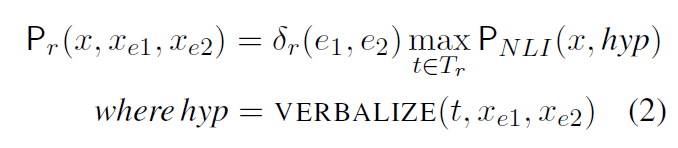 P_r(x, x_{e1}, x_{e2}) = δ_r(e_1, e_2) max_{t∈T_r} P_{NLI}(x, hyp)
where hyp = VERBALIZE(t, x_{e1}, x_{e2}) (2)